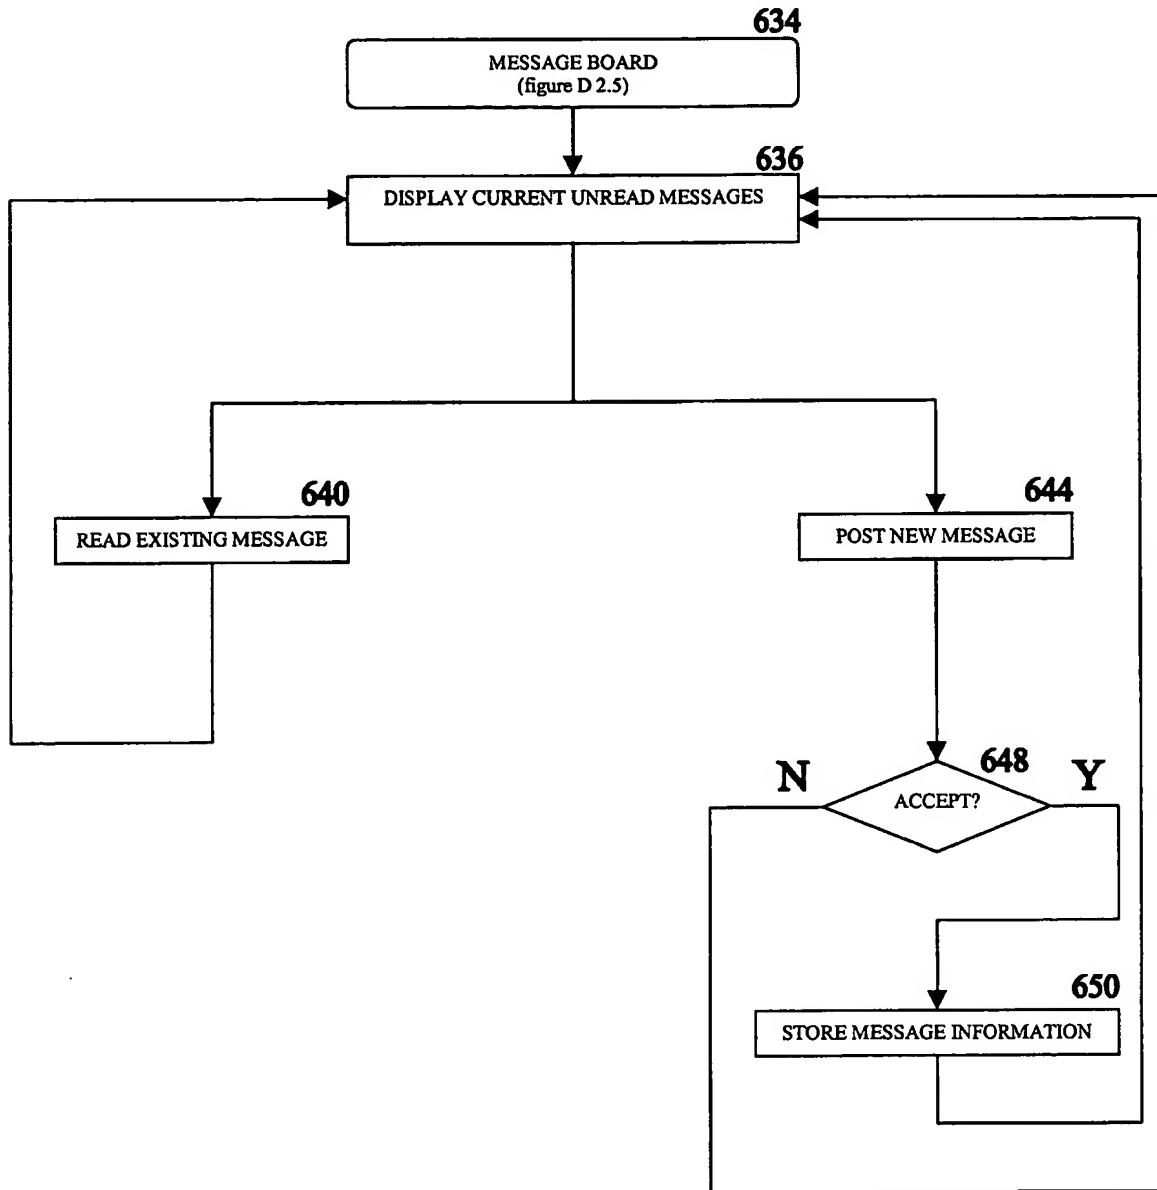 634
MESSAGE BOARD
(figure D 2.5)
636
DISPLAY CURRENT UNREAD MESSAGES
640
READ EXISTING MESSAGE
644
POST NEW MESSAGE
648
N
Y
ACCEPT?
650
STORE MESSAGE INFORMATION